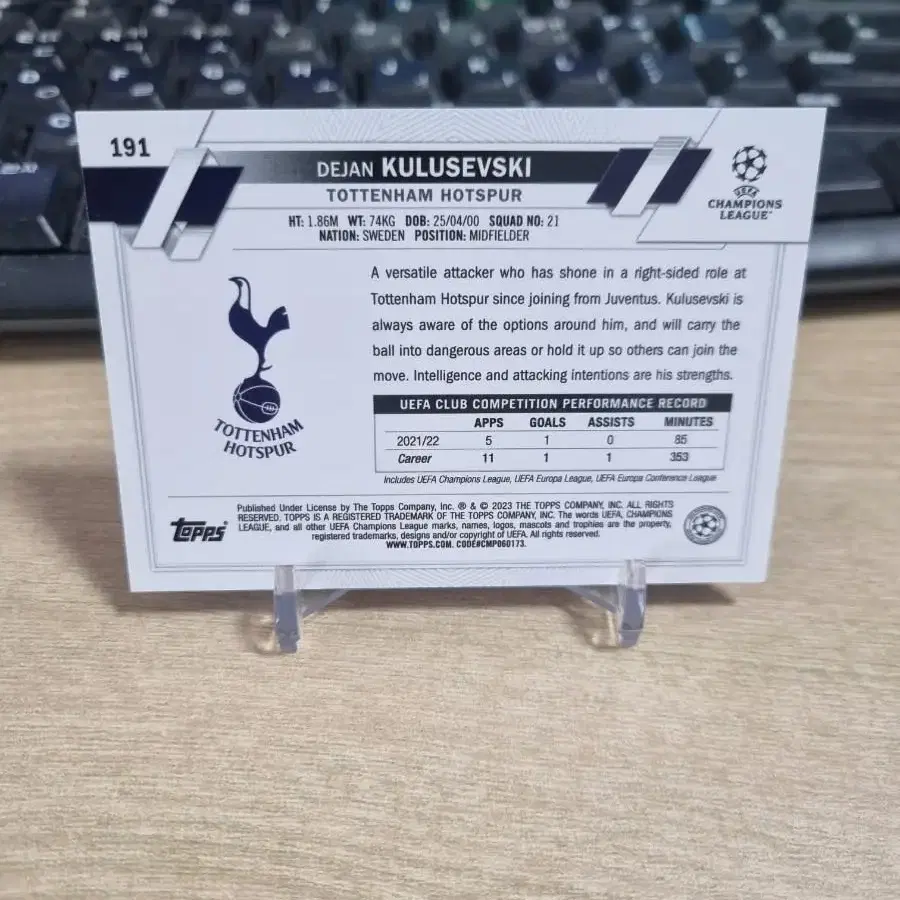 191
DEJAN KULUSEVSKI
TOTTENHAM HOTSPUR
HT: 1.86M WT: 74KG DOB: 25/04/00 SQUAD NO: 21
NATION: SWEDEN POSITION: MIDFIELDER
UEFA
CHAMPIONS
LEAGUE™
A versatile attacker who has shone in a right-sided role at
Tottenham Hotspur since joining from Juventus. Kulusevski is
always aware of the options around him, and will carry the
ball into dangerous areas or hold it up so others can join the
move. Intelligence and attacking intentions are his strengths.
TOTTENHAM
HOTSPUR
UEFA CLUB COMPETITION PERFORMANCE RECORD
APPS GOALS ASSISTS MINUTES
2021/22 5 1 0 85
Career 11 1 1 353
Includes UEFA Champions League, UEFA Europa League, UEFA Europa Conference League
topps
Published Under License by The Topps Company, Inc. ® & © 2023 THE TOPPS COMPANY, INC. ALL RIGHTS
RESERVED. TOPPS IS A REGISTERED TRADEMARK OF THE TOPPS COMPANY, INC. The words UEFA, CHAMPIONS
LEAGUE, and all other UEFA Champions League marks, names, logos, mascots and trophies are the property,
registered trademarks, designs and/or copyright of UEFA. All rights reserved.
WWW.TOPPS.COM. CODE#CMP060173.